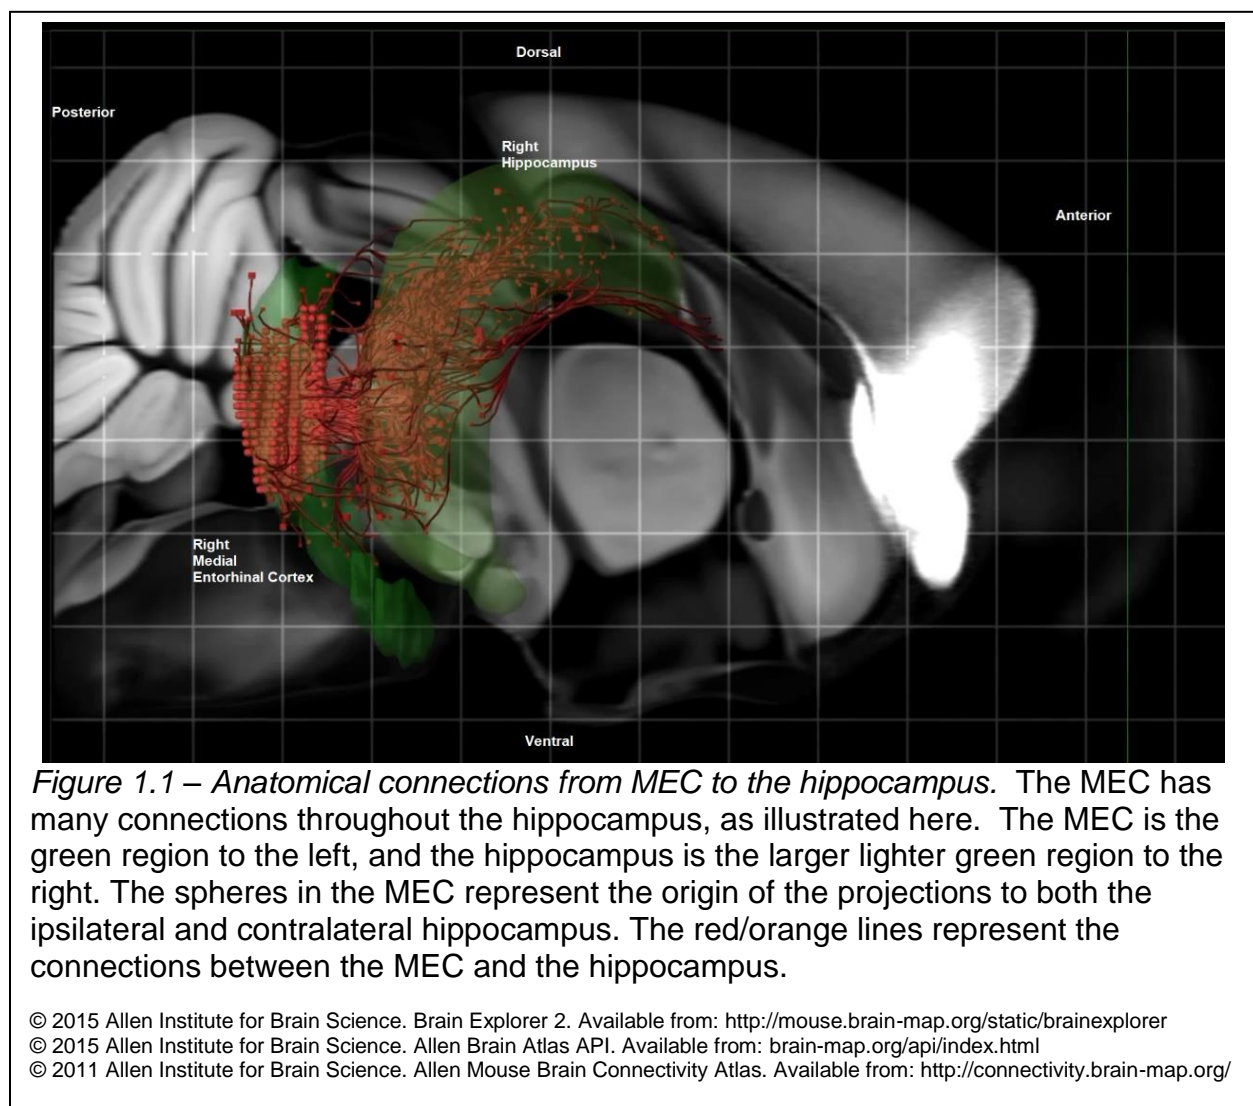 Dorsal
Posterior
Right
Hippocampus
Anterior
Right
Medial
Entorhinal Cortex
Ventral
Figure 1.1 – Anatomical connections from MEC to the hippocampus.  The MEC has
many connections throughout the hippocampus, as illustrated here.  The MEC is the
green region to the left, and the hippocampus is the larger lighter green region to the
right. The spheres in the MEC represent the origin of the projections to both the
ipsilateral and contralateral hippocampus. The red/orange lines represent the
connections between the MEC and the hippocampus.
© 2015 Allen Institute for Brain Science. Brain Explorer 2. Available from: http://mouse.brain-map.org/static/brainexplorer
© 2015 Allen Institute for Brain Science. Allen Brain Atlas API. Available from: brain-map.org/api/index.html
© 2011 Allen Institute for Brain Science. Allen Mouse Brain Connectivity Atlas. Available from: http://connectivity.brain-map.org/